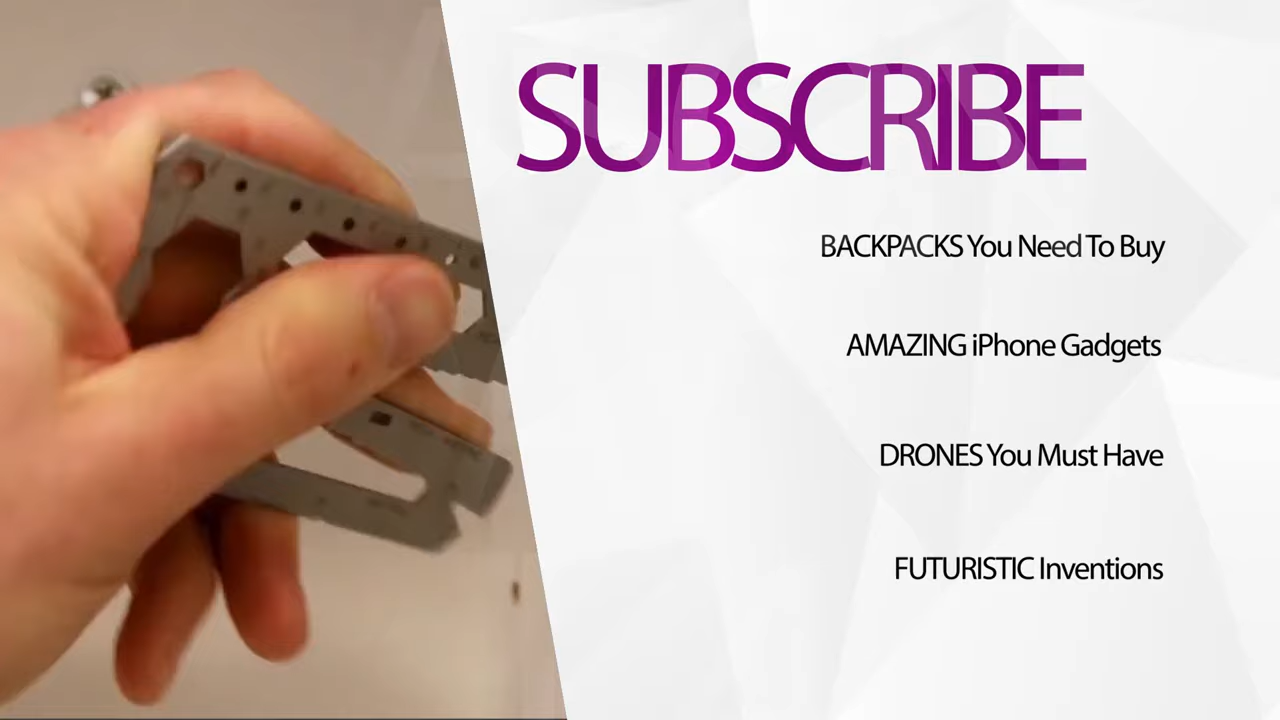 SUBSCRIBE
BACKPACKS You Need To Buy
AMAZING iPhone Gadgets
DRONES You Must Have
FUTURISTIC Inventions